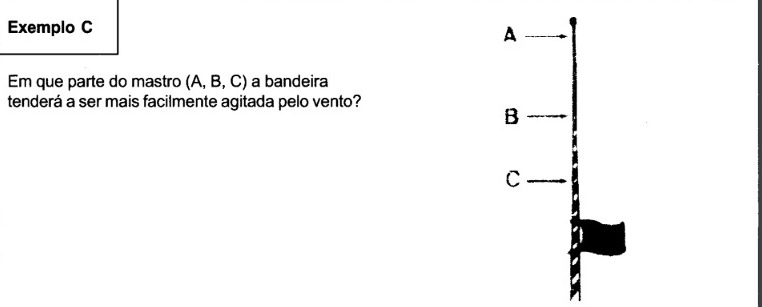 Exemplo C
Em que parte do mastro (A, B, C) a bandeira
tenderá a ser mais facilmente agitada pelo vento?
A
B
C